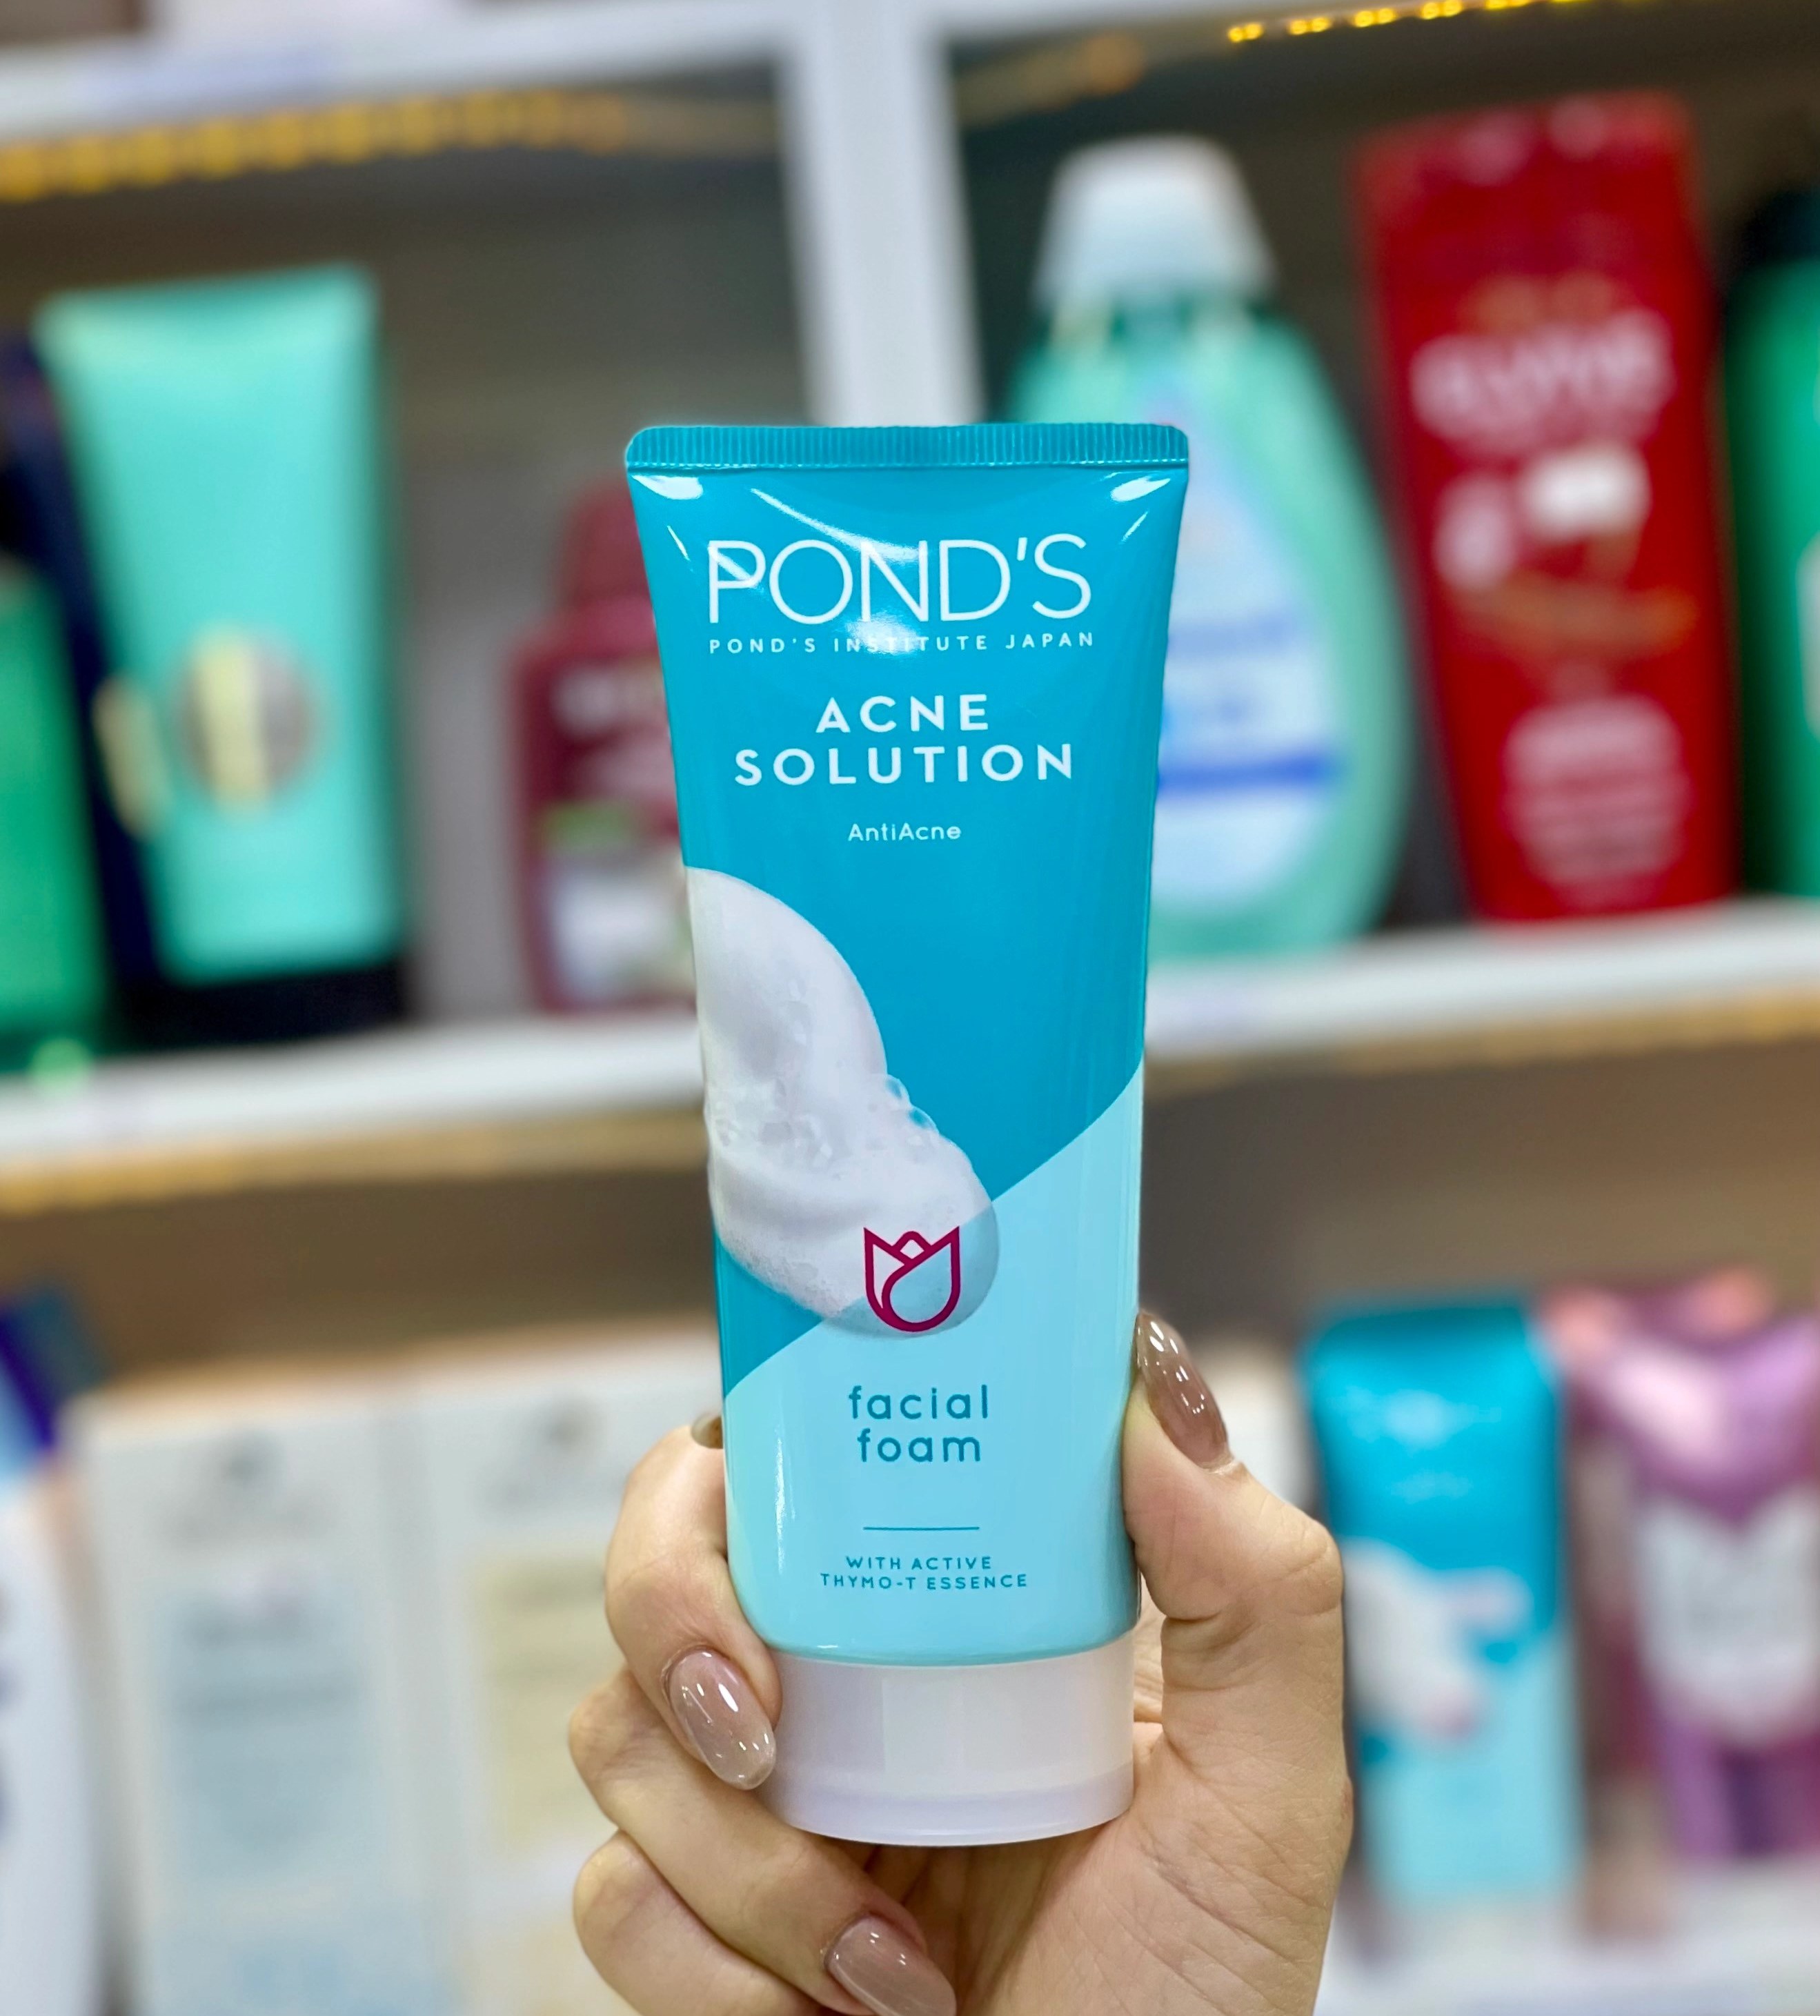 POND'S
POND'S INSTITUTE JAPAN
ACNE
SOLUTION
AntiAcne
facial
foam
WITH ACTIVE
THYMO-T ESSENCE